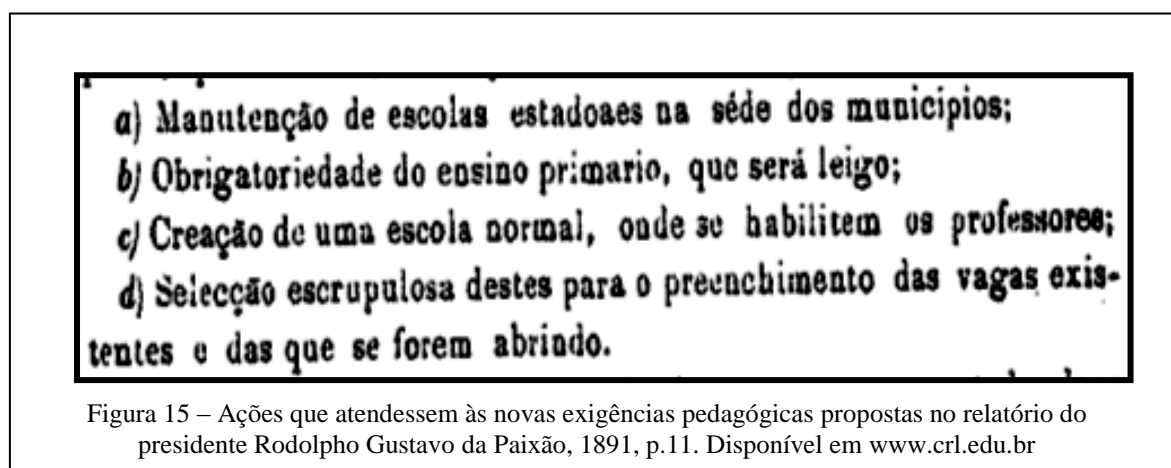 a) Manutenção de escolas estadoaes na séde dos municipios;
b) Obrigatoriedade do ensino primario, que será leigo;
c) Creação de uma escola normal, onde se habilitem os professores;
d) Selecção escrupulosa destes para o preenchimento das vagas exis-
tentes e das que se forem abrindo.
Figura 15 – Ações que atendessem às novas exigências pedagógicas propostas no relatório do
presidente Rodolpho Gustavo da Paixão, 1891, p.11. Disponível em www.crl.edu.br